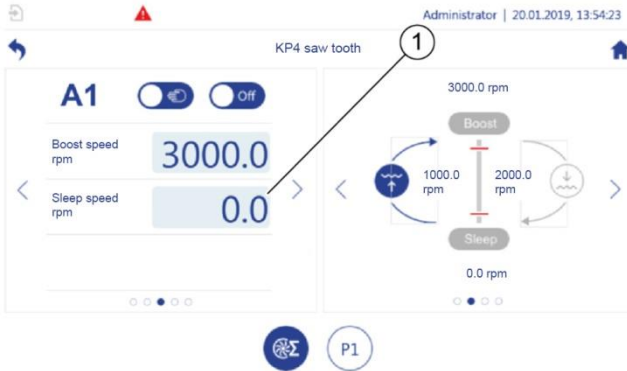 Administrator | 20.01.2019, 13:54:23
KP4 saw tooth
1
A1
Off
Boost speed
rpm
3000.0
Sleep speed
rpm
0.0
3000.0 rpm
Boost
1000.0
rpm
2000.0
rpm
Sleep
0.0 rpm
Σ
P1